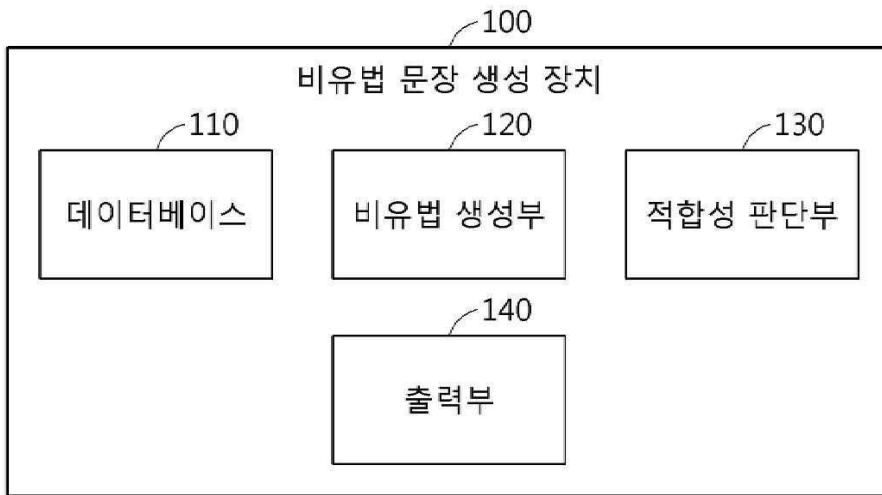 100
비유법 문장 생성 장치
110 120 130
데이터베이스 비유법 생성부 적합성 판단부
140
출력부